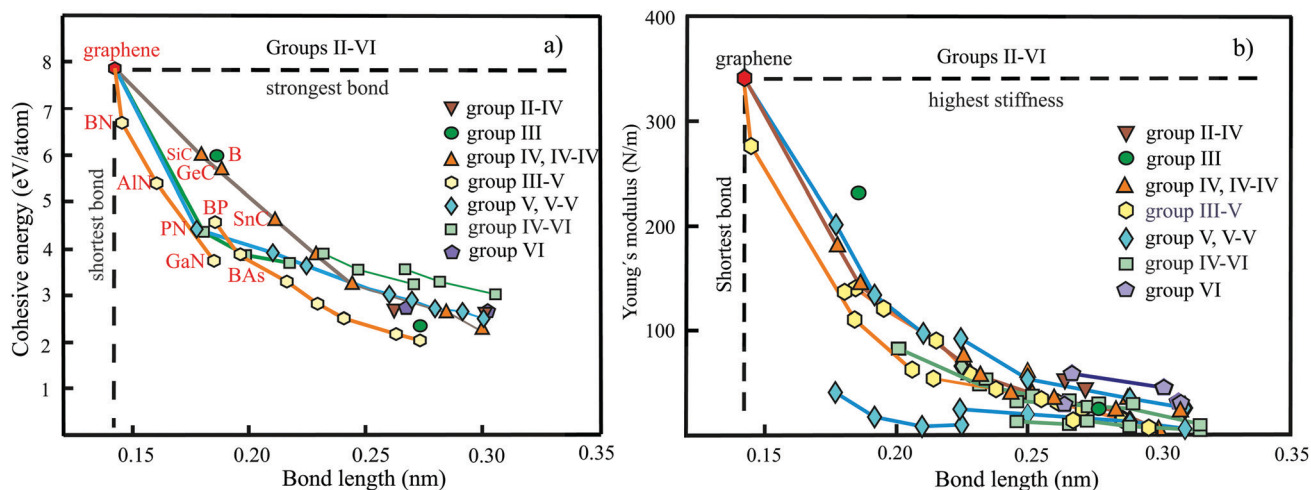 Groups II-VI
a)
graphene
strongest bond
shortest bond
BN
SiC
GeC
B
AlN
BP
SnC
PN
GaN
BAs
group II-IV
group III
group IV, IV-IV
group III-V
group V, V-V
group IV-VI
group VI
Cohesive energy (eV/atom)
8
7
6
5
4
3
2
1
0.15
0.20
0.25
0.30
0.35
Bond length (nm)
Groups II-VI
b)
graphene
highest stiffness
Shortest bond
group II-IV
group III
group IV, IV-IV
group III-V
group V, V-V
group IV-VI
group VI
Young's modulus (N/m)
400
300
200
100
0.15
0.20
0.25
0.30
0.35
Bond length (nm)